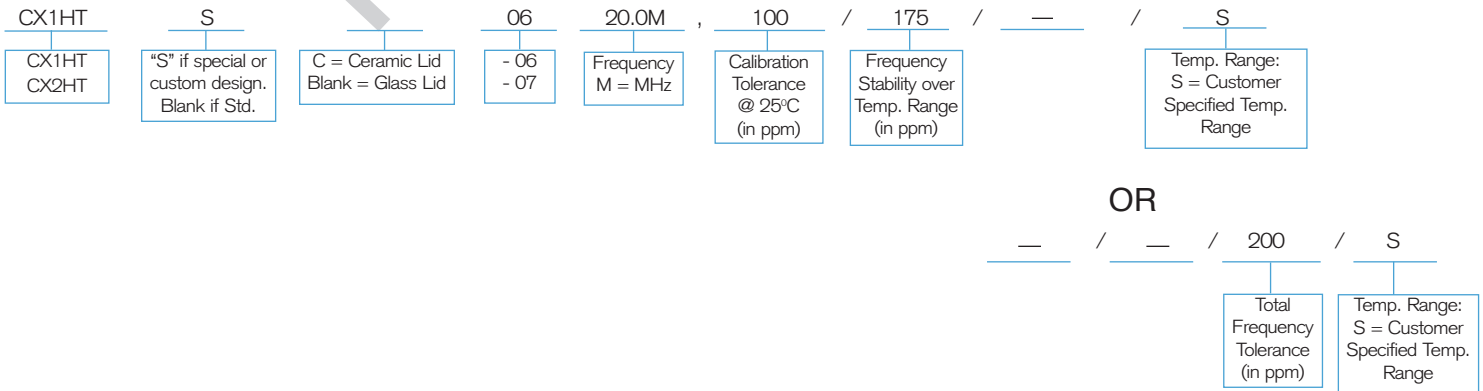 CX1HT S 06 20.0M , 100 / 175 / — / S
CX1HT
CX2HT
“S” if special or
custom design.
Blank if Std.
C = Ceramic Lid
Blank = Glass Lid
- 06
- 07
Frequency
M = MHz
Calibration
Tolerance
@ 25⁰C
(in ppm)
Frequency
Stability over
Temp. Range
(in ppm)
Temp. Range:
S = Customer
Specified Temp.
Range
OR
— / — / 200 / S
Total
Frequency
Tolerance
(in ppm)
Temp. Range:
S = Customer
Specified Temp.
Range